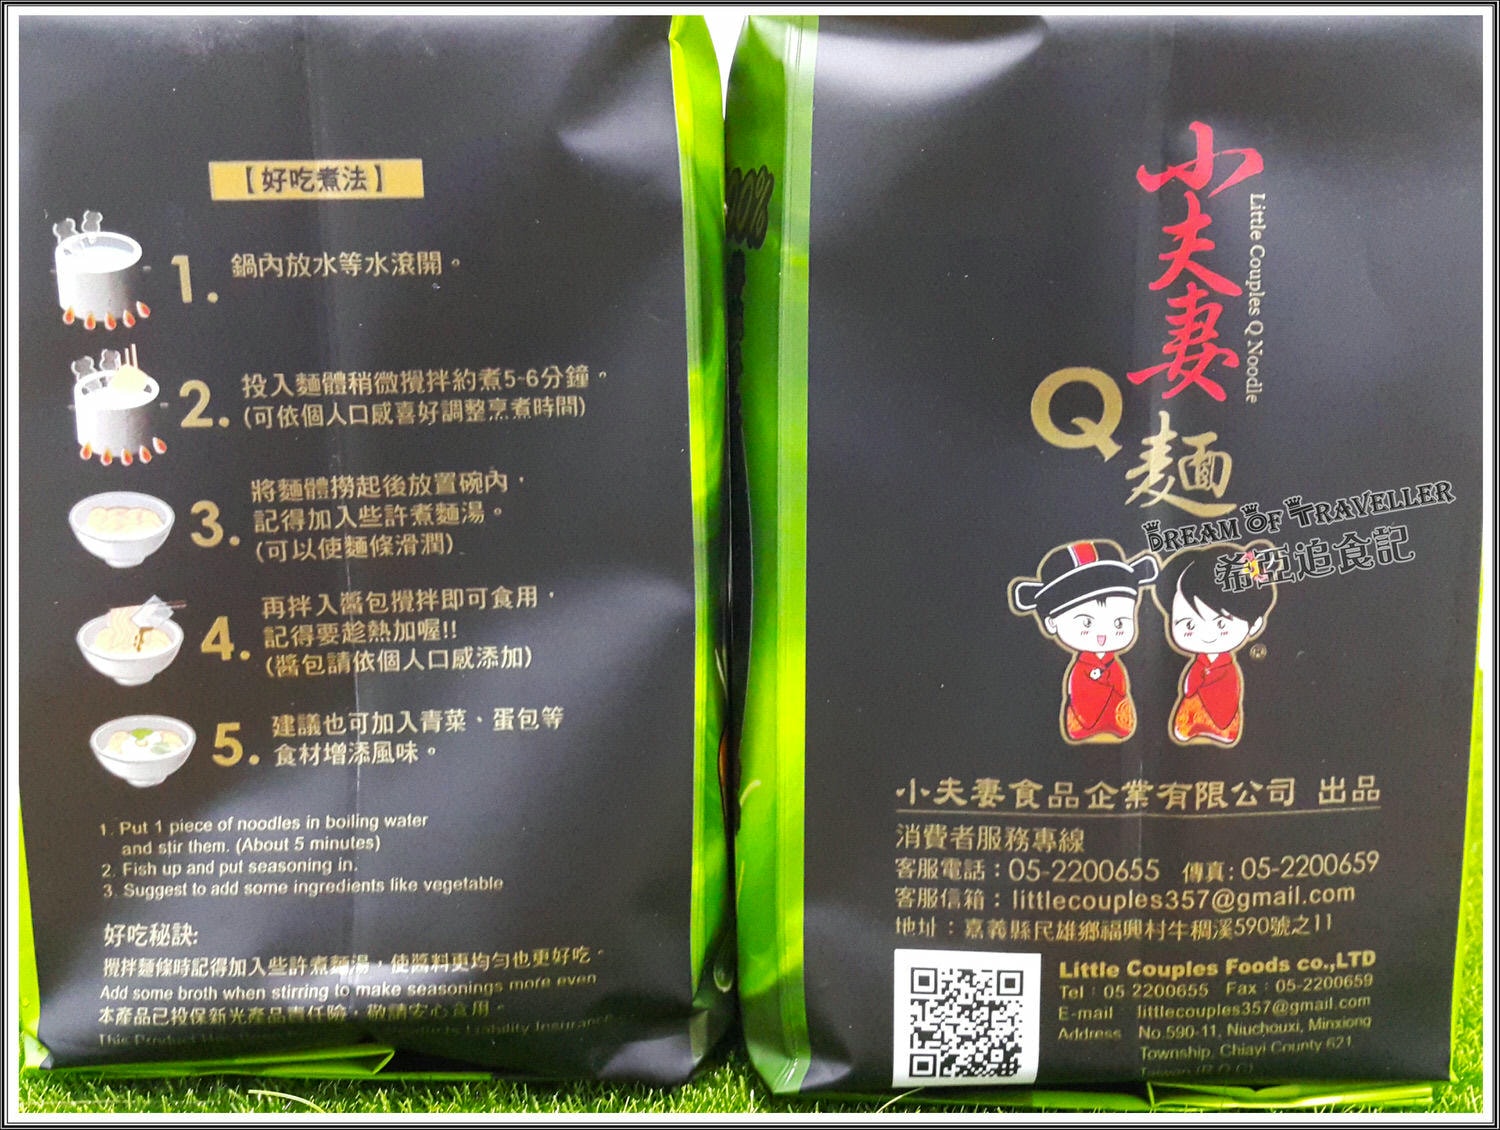 【好吃煮法】
1. 鍋內放水等水滾開。
2. 投入麵體稍微攪拌約煮5-6分鐘。
(可依個人口感喜好調整烹煮時間)
3. 將麵體撈起後放置碗內，
記得加入些許煮麵湯。
(可以使麵條滑潤)
4. 再拌入醬包攪拌即可食用，
記得要趁熱加喔!!
(醬包請依個人口感添加)
5. 建議也可加入青菜、蛋包等
食材增添風味。
1. Put 1 piece of noodles in boiling water
and stir them. (About 5 minutes)
2. Fish up and put seasoning in.
3. Suggest to add some ingredients like vegetable
好吃秘訣:
攪拌麵條時記得加入些許煮麵湯，使醬料更均勻也更好吃。
Add some broth when stirring to make seasonings more even
本產品已投保新光產品責任險，敬請安心食用。
This Product
Liability Insurance
100%
小夫妻
Little Couples Q Noodle
Q麵
DREAM OF TRAVELLER
希亞追食記
®
小夫妻食品企業有限公司 出品
消費者服務專線
客服電話：05-2200655 傳真：05-2200659
客服信箱：littlecouples357@gmail.com
地址：嘉義縣民雄鄉福興村牛稠溪590號之11
Little Couples Foods co.,LTD
Tel：05-2200655 Fax：05-2200659
E-mail littlecouples357@gmail.com
Address No.590-11, Niuchouxi, Minxiong
Township, Chiayi County 621
Taiwan (R.O.C)